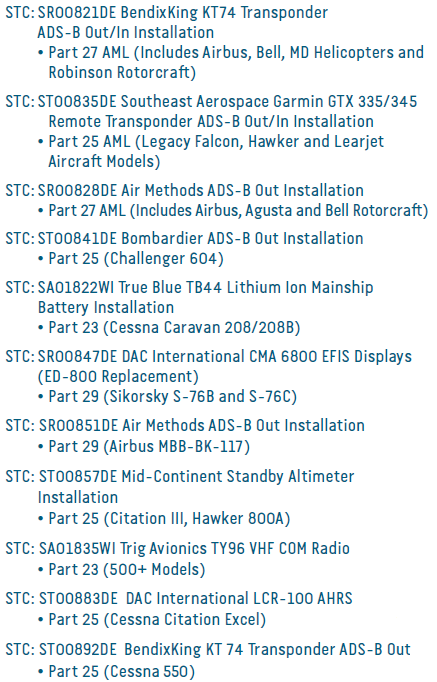 STC: SR00821DE BendixKing KT74 Transponder
ADS-B Out/In Installation
• Part 27 AML (Includes Airbus, Bell, MD Helicopters and
Robinson Rotorcraft)
STC: ST00835DE Southeast Aerospace Garmin GTX 335/345
Remote Transponder ADS-B Out/In Installation
• Part 25 AML (Legacy Falcon, Hawker and Learjet
Aircraft Models)
STC: SR00828DE Air Methods ADS-B Out Installation
• Part 27 AML (Includes Airbus, Agusta and Bell Rotorcraft)
STC: ST00841DE Bombardier ADS-B Out Installation
• Part 25 (Challenger 604)
STC: SA01822WI True Blue TB44 Lithium Ion Mainship
Battery Installation
• Part 23 (Cessna Caravan 208/208B)
STC: SR00847DE DAC International CMA 6800 EFIS Displays
(ED-800 Replacement)
• Part 29 (Sikorsky S-76B and S-76C)
STC: SR00851DE Air Methods ADS-B Out Installation
• Part 29 (Airbus MBB-BK-117)
STC: ST00857DE Mid-Continent Standby Altimeter
Installation
• Part 25 (Citation III, Hawker 800A)
STC: SA01835WI Trig Avionics TY96 VHF COM Radio
• Part 23 (500+ Models)
STC: ST00883DE DAC International LCR-100 AHRS
• Part 25 (Cessna Citation Excel)
STC: ST00892DE BendixKing KT 74 Transponder ADS-B Out
• Part 25 (Cessna 550)